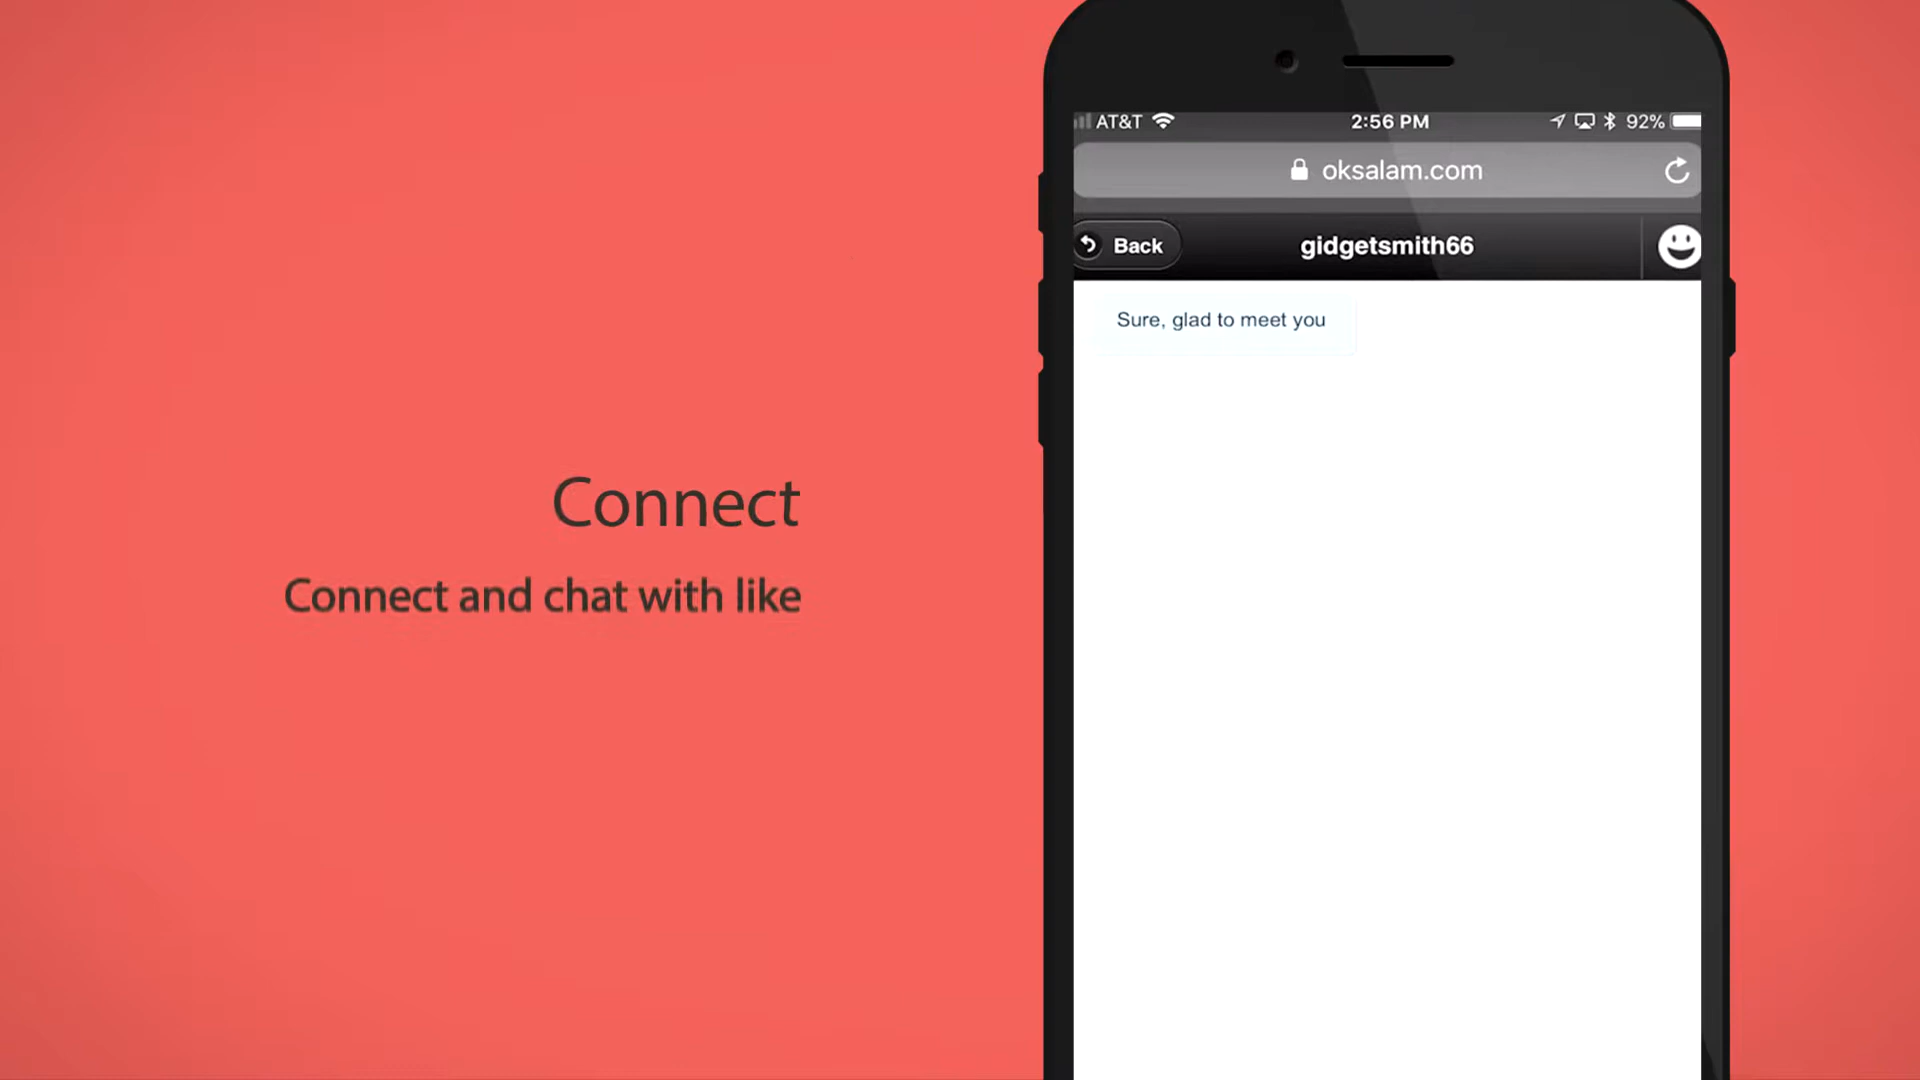 Connect
Connect and chat with like
AT&T 2:56 PM 92%
oksalam.com
Back gidgetsmith66
Sure, glad to meet you